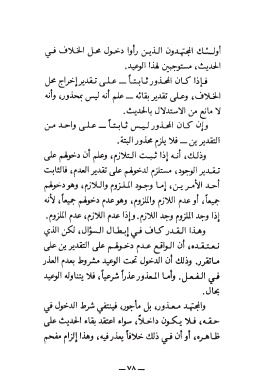 أولئك المجتهدون الذين رأوا دخول محل الخلاف في
الحديث، مستوجبين لهذا الوعيد.
فإذا كان المحذور ثابتاً ــ على تقدير إخراج محل
الخلاف، وعلى تقدير بقائه ــ علم أنه ليس بمحذور، وأنه
لا مانع من الاستدلال بالحديث.
وإن كان المحذور ليس ثابتاً ــ على واحد من
التقديرين ــ فلا يلزم محذور البتة.
وذلك، أنه إذا ثبت التلازم، وعلم أن دخولهم على
تقدير الوجود، مستلزم لدخولهم على تقدير العدم، فالثابت
أحد الأمرين، إما وجود الملزوم واللازم، وهو دخولهم
جميعاً، أو عدم اللازم والملزوم، وهو عدم دخولهم جميعاً، لأنه
إذا وجد الملزوم وجد اللازم. وإذا عدم اللازم، عدم الملزوم.
وهذا القدر كاف في إبطال السؤال، لكن الذي
نعتقده، أن الواقع عدم دخولهم على التقديرين على
ما تقرر. وذلك أن الدخول تحت الوعيد مشروط بعدم العذر
في الفعل. وأما المعذور عذراً شرعياً، فلا يتناوله الوعيد
بحال.
والمجتهد معذور، بل مأجور، فينتفي شرط الدخول في
حقه، فلا يكون داخلاً، سواء اعتقد بقاء الحديث على
ظاهره، أو أن في ذلك خلافاً يعذر فيه، وهذا إلزام مفحم
ــ ٧٨ ــ